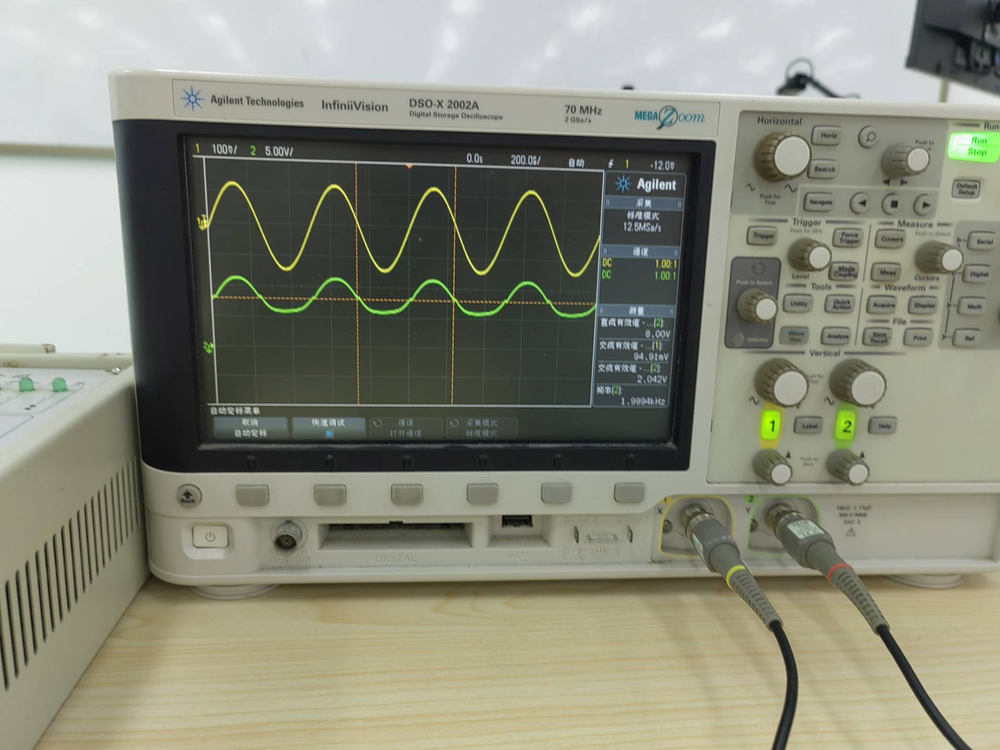 Agilent Technologies
InfiniiVision
DSO-X 2002A
Digital Storage Oscilloscope
70 MHz
2 GSa/s
MEGA Zoom
1 100mV/ 2 5.00V/ 0.0s 200.0us/ 自动 1 -12.0mV
Agilent
采集
标准模式
12.5MSa/s
通道
DC 1.00:1
DC 1.00:1
测量
直流有效值 - ...(2):
8.00V
交流有效值 - ...(1):
94.91mV
交流有效值 - ...(2):
2.042V
频率(2):
1.9994kHz
自动定标菜单
取消
自动定标
快速调试
通道
打开通道
采集模式
标准模式
Back
Gen Out
DIGITAL
Demo 2
Demo 1
Probe
Comp
Horizontal
Horiz
Search
Push for
Fine
Navigate
Push to
Run
Run
Stop
Default
Setup
Trigger
Push for 50%
Trigger
Force
Trigger
Level
Mode
Coupling
Measure
Push to Select
Cursors
Meas
Cursors
Serial
Digital
Math
Ref
Push to Select
Intensity
Tools
Utility
Quick
Action
Wave
Gen
Analyze
Waveform
Acquire
Display
File
Save
Recall
Print
Vertical
Push for
Fine
1
Label
2
Help
Push to
Zero
X
2
Y
300 V RMS
CAT I